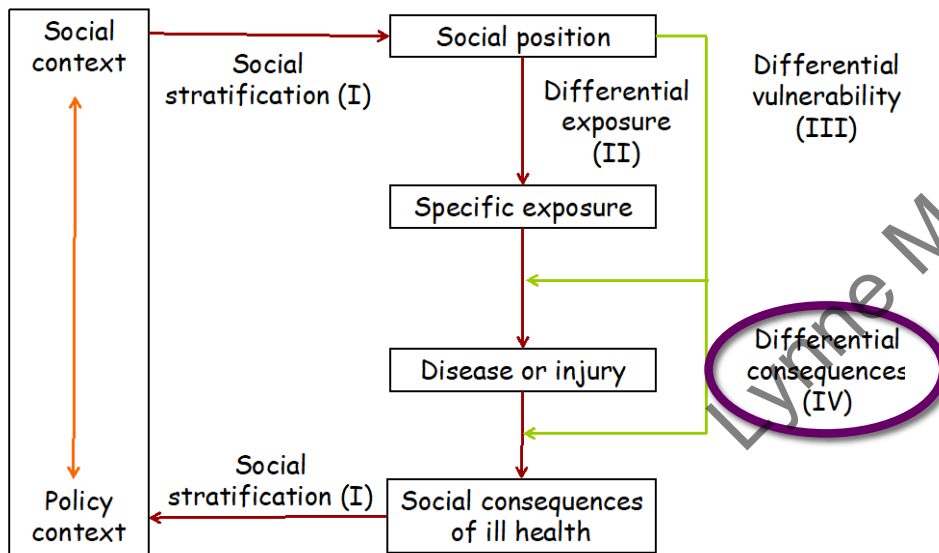 Social
context
Social position
Social
stratification (I)
Differential
exposure
(II)
Differential
vulnerability
(III)
Specific exposure
Disease or injury
Differential
consequences
(IV)
Social
stratification (I)
Policy
context
Social consequences
of ill health
Lynne M